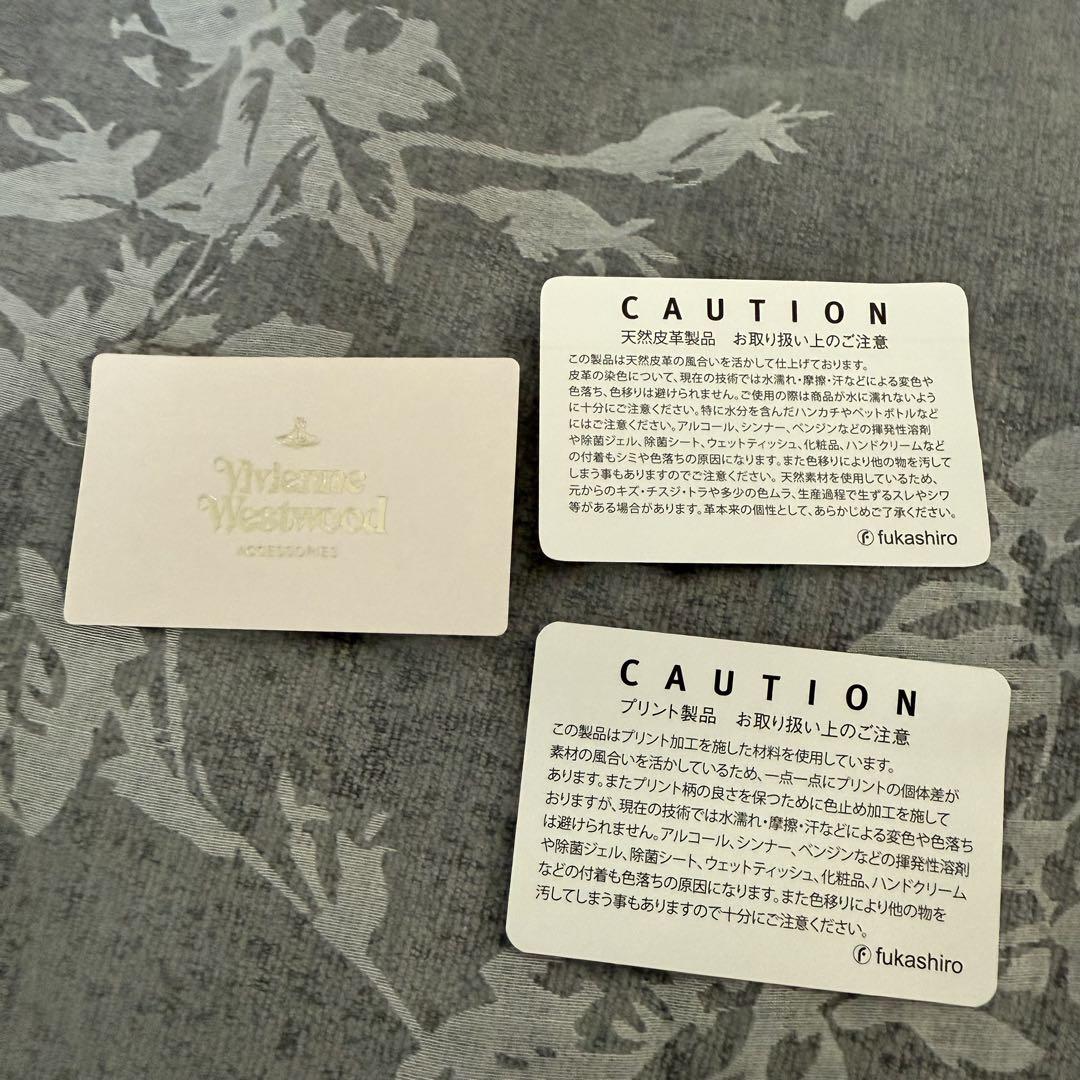 Vivienne
Westwood
ACCESSORIES
CAUTION
天然皮革製品　お取り扱い上のご注意
この製品は天然皮革の風合いを活かして仕上げております。
皮革の染色について、現在の技術では水濡れ・摩擦・汗などによる変色や
色落ち、色移りは避けられません。ご使用の際は商品が水に濡れないよう
に十分にご注意ください。特に水分を含んだハンカチやペットボトルなど
にはご注意ください。アルコール、シンナー、ベンジンなどの揮発性溶剤
や除菌ジェル、除菌シート、ウェットティッシュ、化粧品、ハンドクリームなど
の付着もシミや色落ちの原因になります。また色移りにより他の物を汚して
しまう事もありますのでご注意ください。天然素材を使用しているため、
元からのキズ・チスジ・トラや多少の色ムラ、生産過程で生ずるスレやシワ
等がある場合があります。革本来の個性として、あらかじめご了承ください。
fukashiro
CAUTION
プリント製品　お取り扱い上のご注意
この製品はプリント加工を施した材料を使用しています。
素材の風合いを活かしているため、一点一点にプリントの個体差が
あります。またプリント柄の良さを保つために色止め加工を施して
おりますが、現在の技術では水濡れ・摩擦・汗などによる変色や色落ち
は避けられません。アルコール、シンナー、ベンジンなどの揮発性溶剤
や除菌ジェル、除菌シート、ウェットティッシュ、化粧品、ハンドクリーム
などの付着も色落ちの原因になります。また色移りにより他の物を
汚してしまう事もありますので十分にご注意ください。
fukashiro